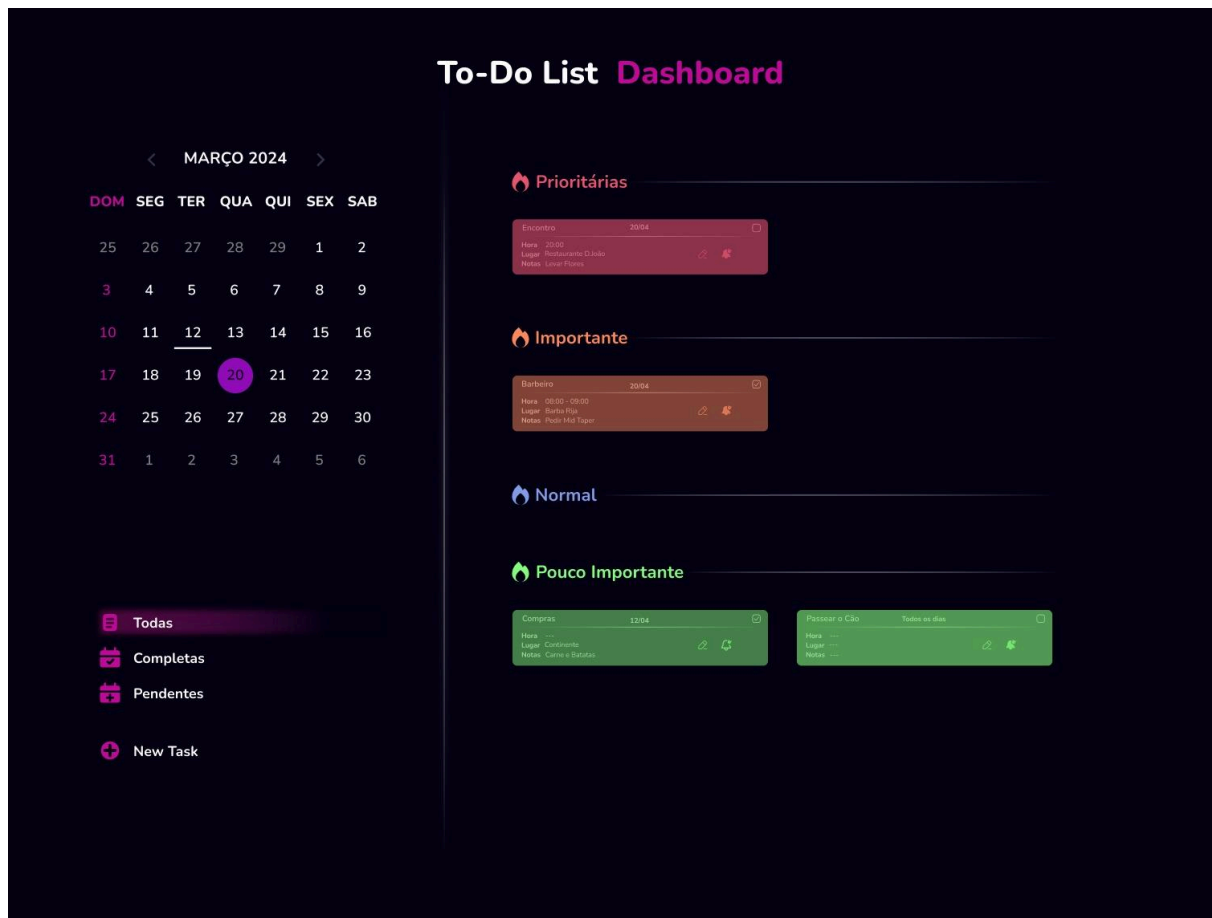 To-Do List Dashboard
MARÇO 2024
DOM SEG TER QUA QUI SEX SAB
25 26 27 28 29 1 2
3 4 5 6 7 8 9
10 11 12 13 14 15 16
17 18 19 20 21 22 23
24 25 26 27 28 29 30
31 1 2 3 4 5 6
Todas
Completas
Pendentes
New Task
Prioritárias
Encontro 20/04
Hora 20:00
Lugar Restaurante D.João
Notas Levar Flores
Importante
Barbeiro 20/04
Hora 08:00 - 09:00
Lugar Barba Rija
Notas Pedir Mid Taper
Normal
Pouco Importante
Compras 12/04
Hora ---
Lugar Continente
Notas Carne e Batatas
Passear o Cão Todos os dias
Hora ---
Lugar ---
Notas ---